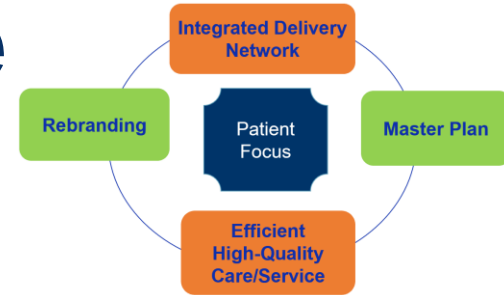 e
Integrated Delivery
Network
Rebranding
Patient
Focus
Master Plan
Efficient
High-Quality
Care/Service